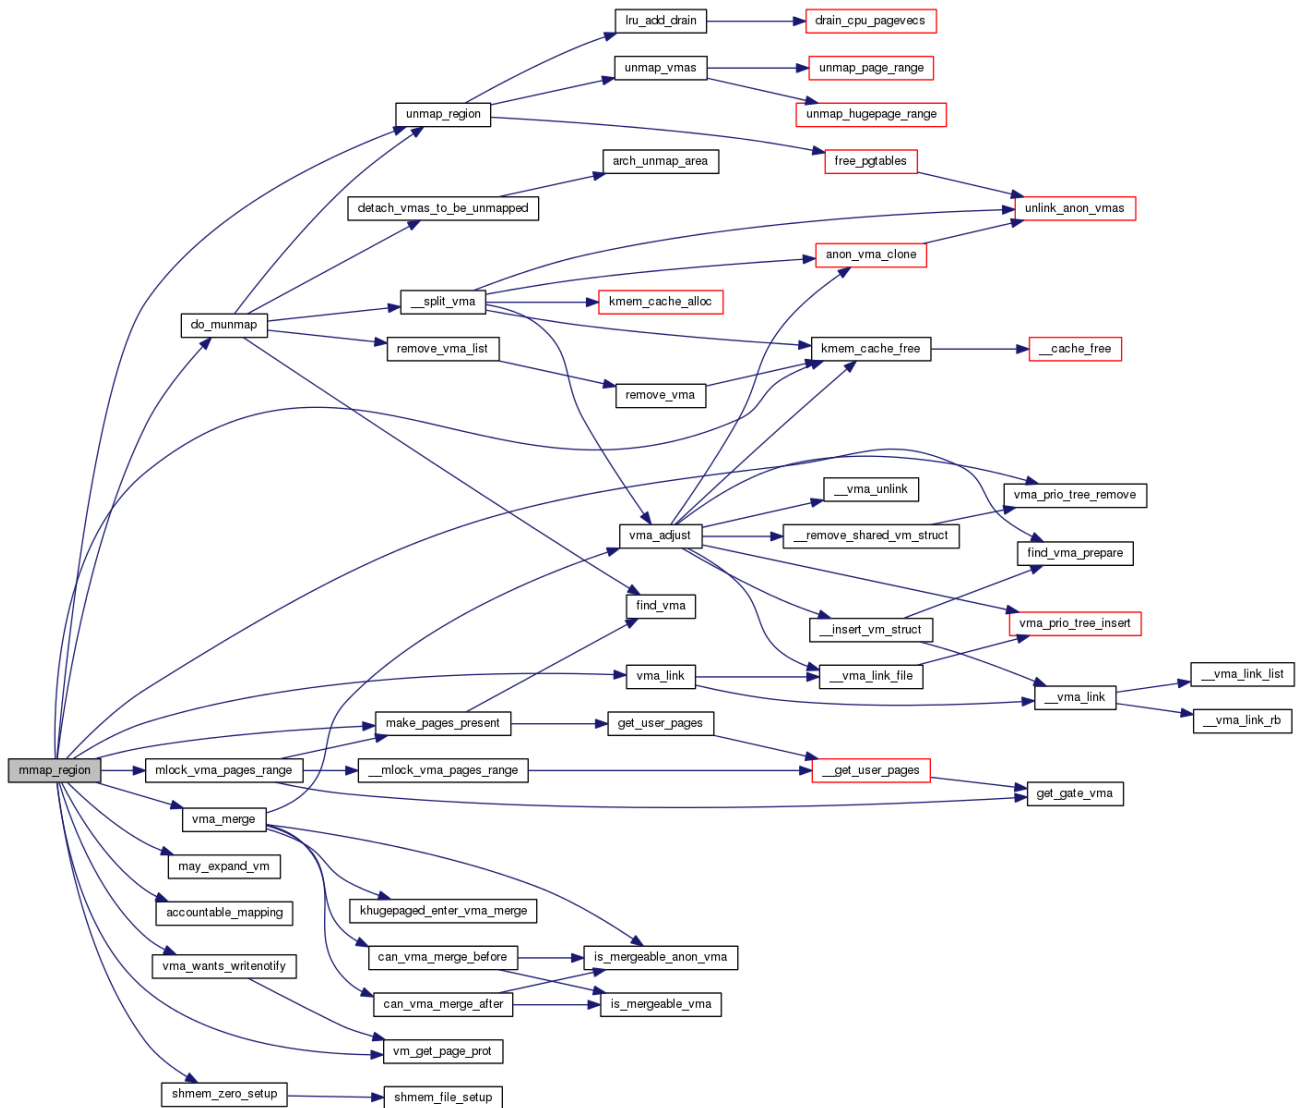 lru_add_drain
drain_cpu_pagevecs
unmap_vmas
unmap_page_range
unmap_region
unmap_hugepage_range
arch_unmap_area
free_pgtables
detach_vmas_to_be_unmapped
unlink_anon_vmas
anon_vma_clone
__split_vma
kmem_cache_alloc
do_munmap
remove_vma_list
kmem_cache_free
__cache_free
remove_vma
__vma_unlink
vma_prio_tree_remove
vma_adjust
__remove_shared_vm_struct
find_vma_prepare
find_vma
__insert_vm_struct
vma_prio_tree_insert
vma_link
__vma_link_file
__vma_link_list
__vma_link
make_pages_present
get_user_pages
__vma_link_rb
mmap_region
mlock_vma_pages_range
__mlock_vma_pages_range
__get_user_pages
get_gate_vma
vma_merge
may_expand_vm
accountable_mapping
khugepaged_enter_vma_merge
vma_wants_writenotify
can_vma_merge_before
is_mergeable_anon_vma
can_vma_merge_after
is_mergeable_vma
vm_get_page_prot
shmem_zero_setup
shmem_file_setup